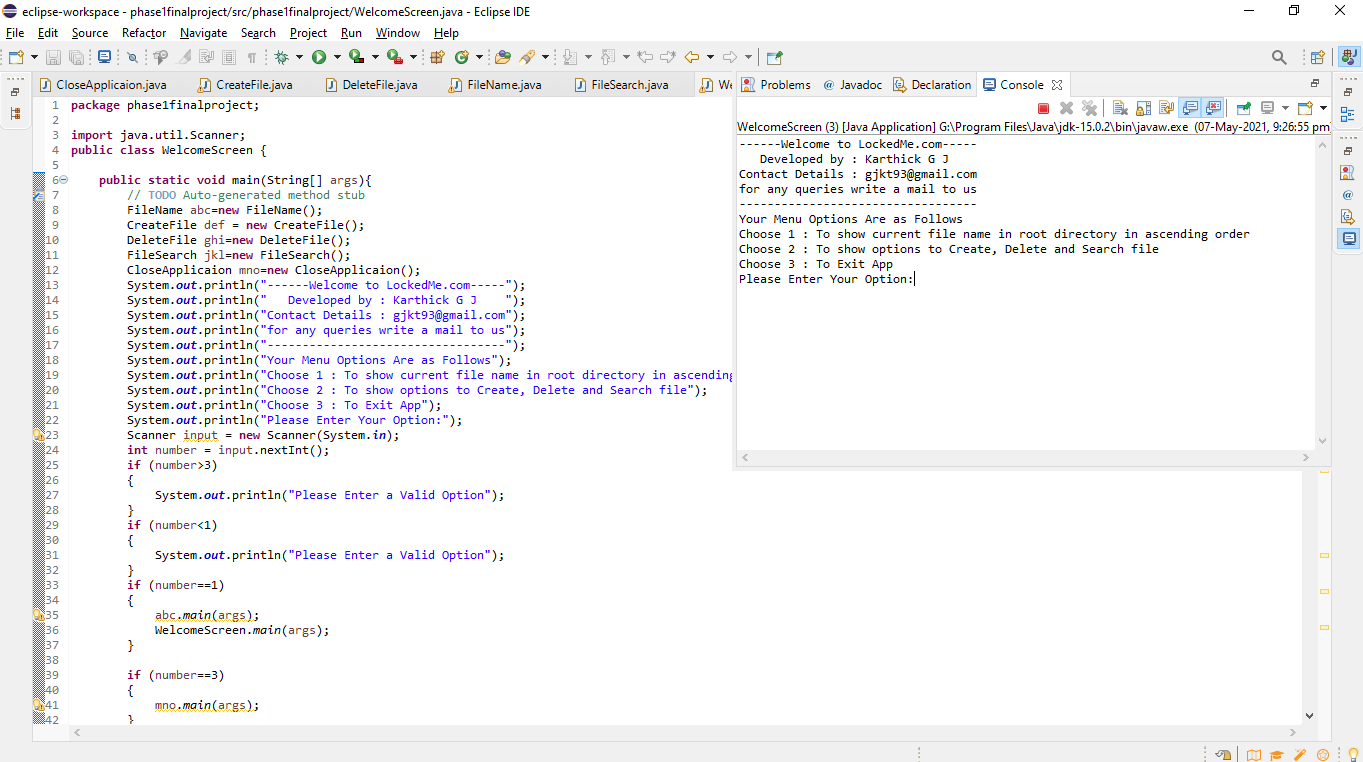 eclipse-workspace - phase1finalproject/src/phase1finalproject/WelcomeScreen.java - Eclipse IDE
File Edit Source Refactor Navigate Search Project Run Window Help
CloseApplicaion.java CreateFile.java DeleteFile.java FileName.java FileSearch.java We Problems @ Javadoc Declaration Console
1 package phase1finalproject;
2
3 import java.util.Scanner;
4 public class WelcomeScreen {
5
6 public static void main(String[] args){
7 // TODO Auto-generated method stub
8 FileName abc=new FileName();
9 CreateFile def = new CreateFile();
10 DeleteFile ghi=new DeleteFile();
11 FileSearch jkl=new FileSearch();
12 CloseApplicaion mno=new CloseApplicaion();
13 System.out.println("------Welcome to LockedMe.com-----");
14 System.out.println("   Developed by : Karthick G J    ");
15 System.out.println("Contact Details : gjkt93@gmail.com");
16 System.out.println("for any queries write a mail to us");
17 System.out.println("----------------------------------");
18 System.out.println("Your Menu Options Are as Follows");
19 System.out.println("Choose 1 : To show current file name in root directory in ascending
20 System.out.println("Choose 2 : To show options to Create, Delete and Search file");
21 System.out.println("Choose 3 : To Exit App");
22 System.out.println("Please Enter Your Option:");
23 Scanner input = new Scanner(System.in);
24 int number = input.nextInt();
25 if (number>3)
26 {
27 System.out.println("Please Enter a Valid Option");
28 }
29 if (number<1)
30 {
31 System.out.println("Please Enter a Valid Option");
32 }
33 if (number==1)
34 {
35 abc.main(args);
36 WelcomeScreen.main(args);
37 }
38
39 if (number==3)
40 {
41 mno.main(args);
42 }
WelcomeScreen (3) [Java Application] G:\Program Files\Java\jdk-15.0.2\bin\javaw.exe (07-May-2021, 9:26:55 pm
------Welcome to LockedMe.com-----
   Developed by : Karthick G J
Contact Details : gjkt93@gmail.com
for any queries write a mail to us
----------------------------------
Your Menu Options Are as Follows
Choose 1 : To show current file name in root directory in ascending order
Choose 2 : To show options to Create, Delete and Search file
Choose 3 : To Exit App
Please Enter Your Option: